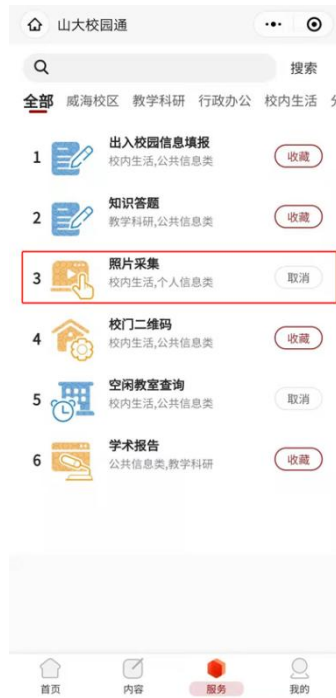 山大校园通
搜索
全部 威海校区 教学科研 行政办公 校内生活
出入校园信息填报
1 校内生活,公共信息类 收藏
知识答题
2 教学科研,公共信息类 收藏
照片采集
3 校内生活,个人信息类 取消
校门二维码
4 校内生活,公共信息类 收藏
空闲教室查询
5 校内生活,公共信息类 取消
学术报告
6 公共信息类,教学科研 收藏
首页 内容 服务 我的